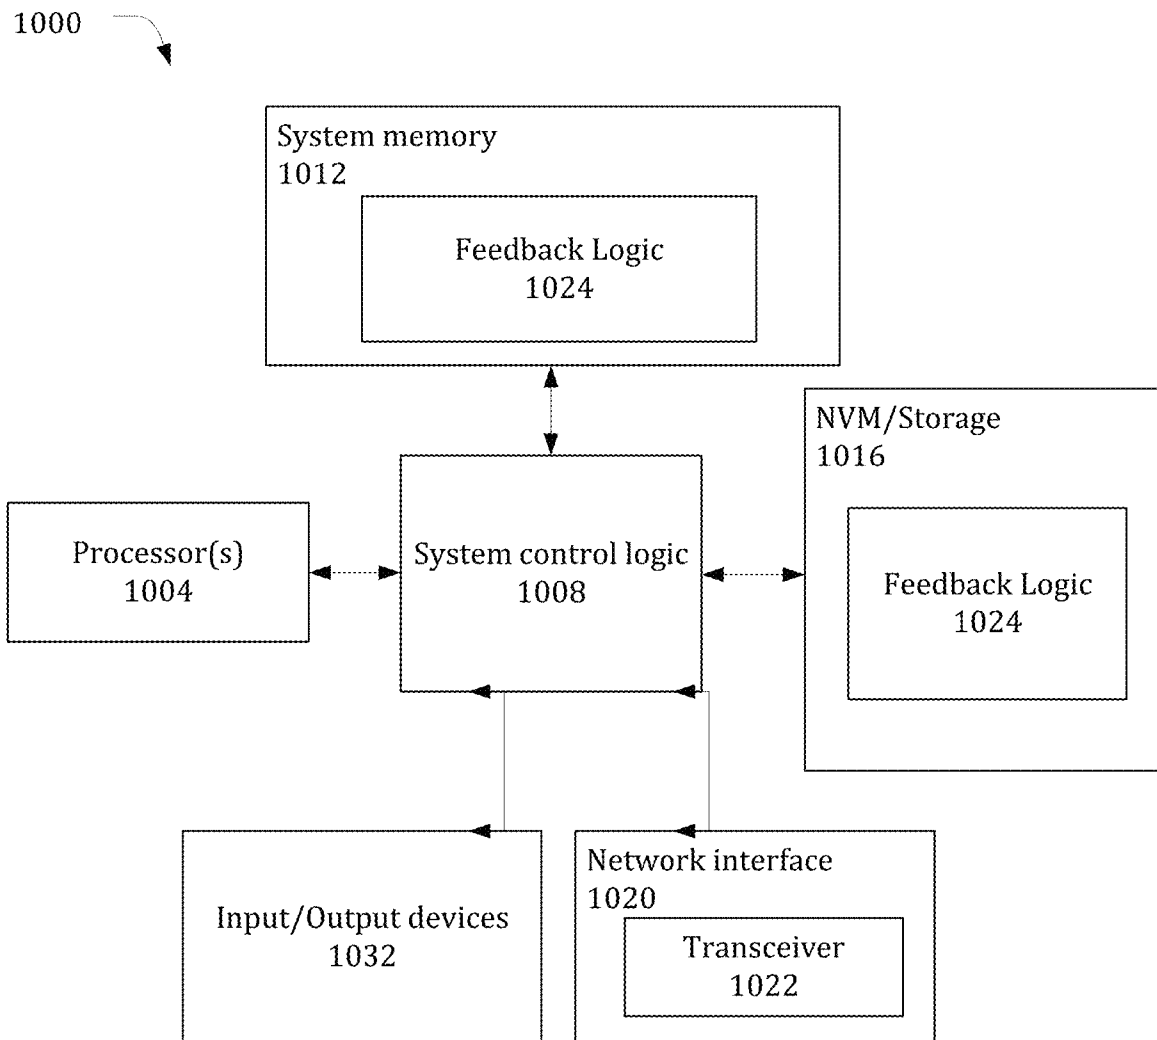 1000
System memory
1012
Feedback Logic
1024
NVM/Storage
1016
Feedback Logic
1024
Processor(s)
1004
System control logic
1008
Input/Output devices
1032
Network interface
1020
Transceiver
1022